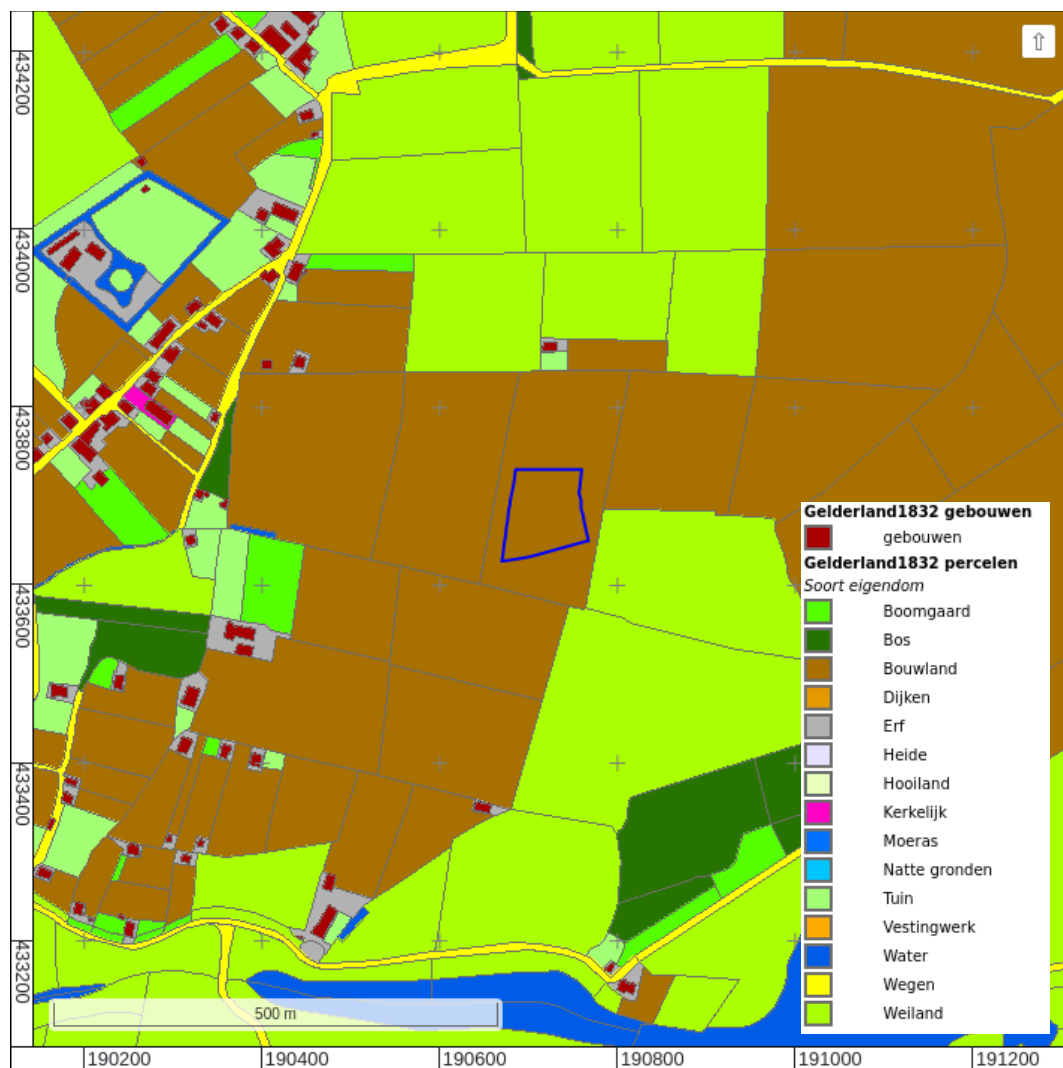 434200
434000
433800
433600
433400
433200
⇧
Gelderland1832 gebouwen
gebouwen
Gelderland1832 percelen
Soort eigendom
Boomgaard
Bos
Bouwland
Dijken
Erf
Heide
Hooiland
Kerkelijk
Moeras
Natte gronden
Tuin
Vestingwerk
Water
Wegen
Weiland
500 m
190200
190400
190600
190800
191000
191200